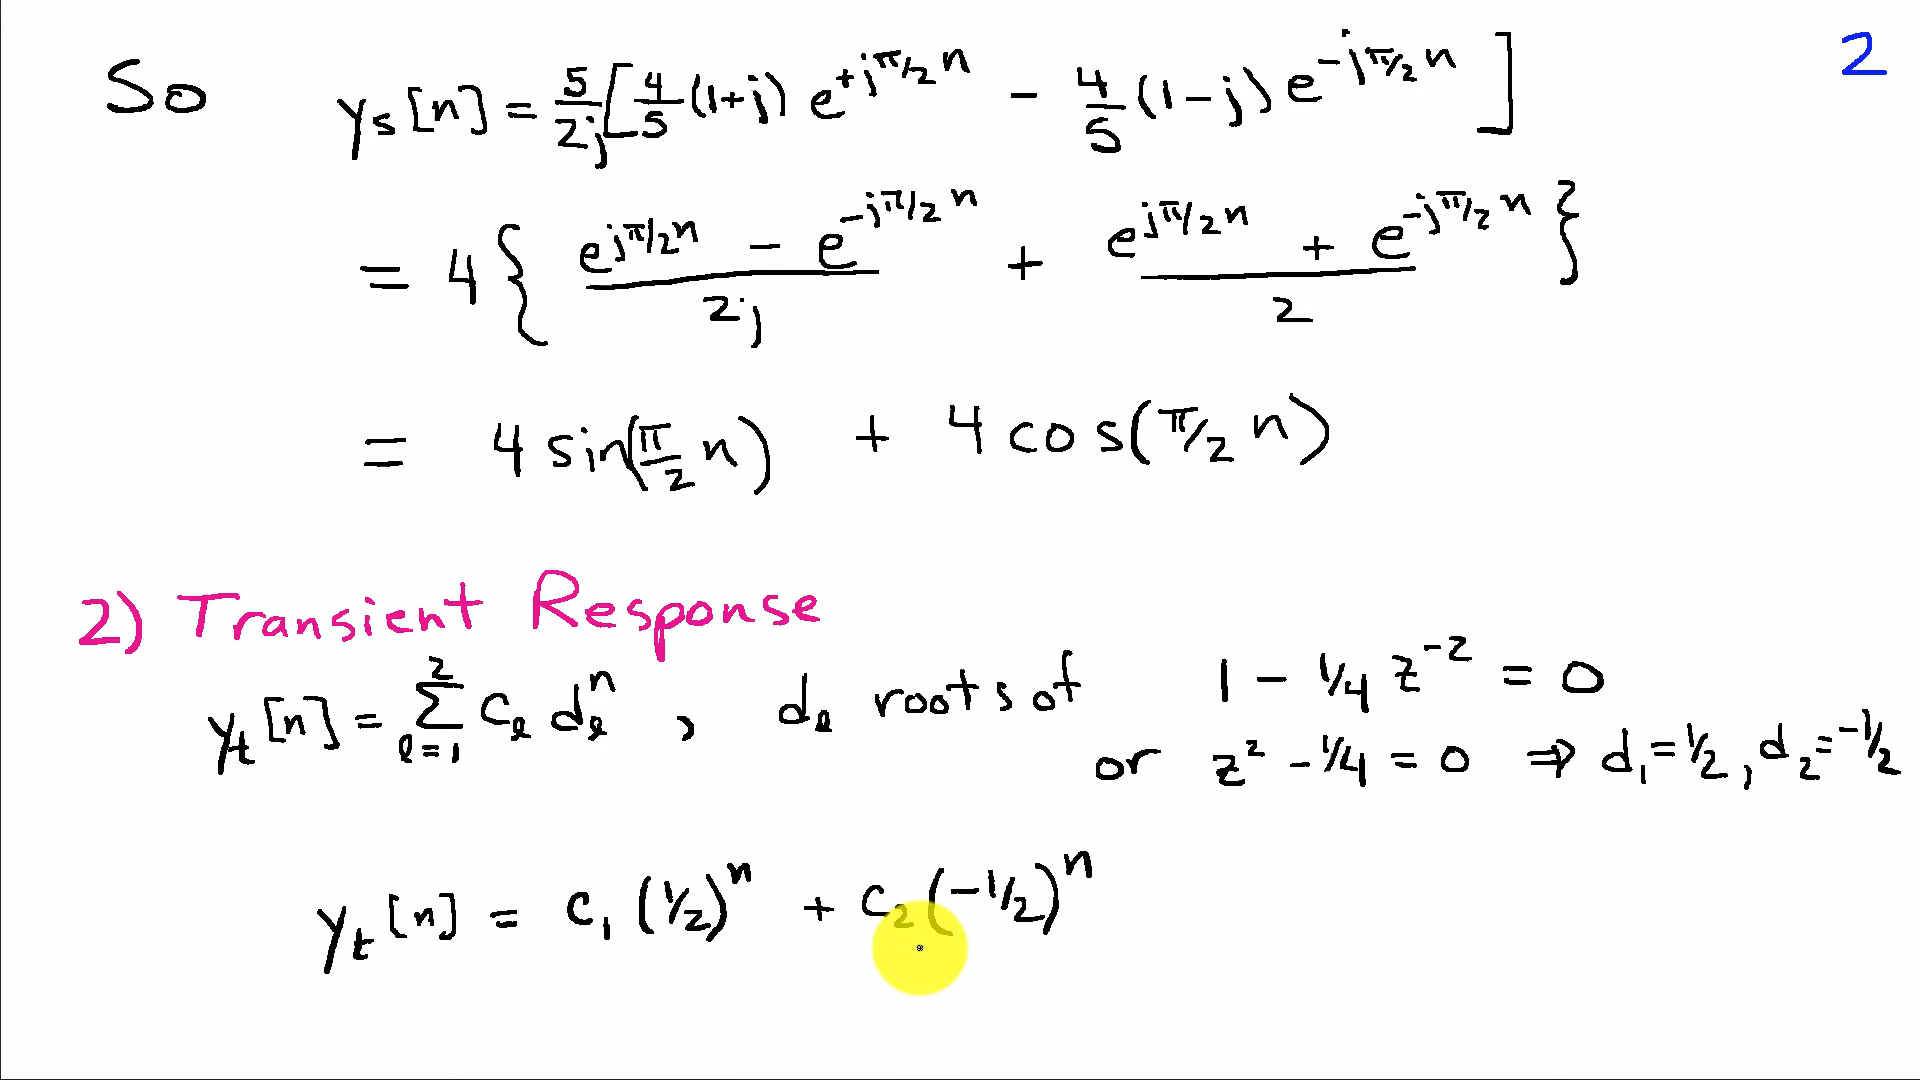 2
So y_s[n] = 5/2j [4/5 (1+j) e^{+jπ/2 n} - 4/5 (1-j) e^{-jπ/2 n}]
= 4 { (e^{jπ/2 n} - e^{-jπ/2 n})/2j + (e^{jπ/2 n} + e^{-jπ/2 n})/2 }
= 4 sin(π/2 n) + 4 cos(π/2 n)
2) Transient Response
y_t[n] = Σ_{ℓ=1}^{2} c_ℓ d_ℓ^n , d_ℓ roots of 1 - 1/4 z^{-2} = 0
or z^2 - 1/4 = 0 ⇒ d_1 = 1/2, d_2 = -1/2
y_t[n] = c_1 (1/2)^n + c_2 (-1/2)^n